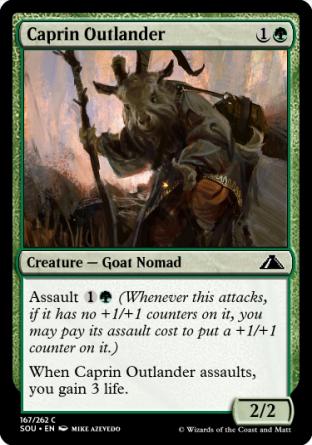 Caprin Outlander 1
Creature — Goat Nomad
Assault 1 (Whenever this attacks,
if it has no +1/+1 counters on it, you
may pay its assault cost to put a +1/+1
counter on it.)
When Caprin Outlander assaults,
you gain 3 life.
2/2
167/262 C
SOU • EN MIKE AZEVEDO © Wizards of the Coast and Matt